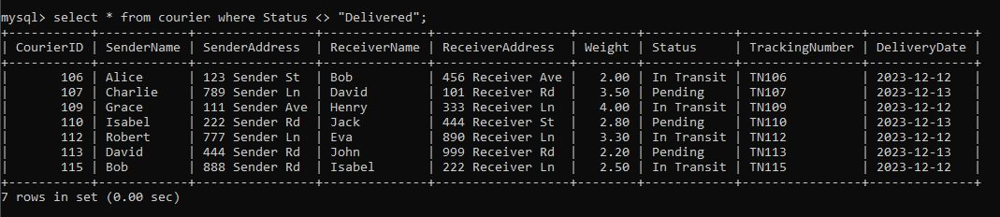 mysql> select * from courier where Status <> "Delivered";
+-----------+------------+----------------+--------------+------------------+--------+------------+----------------+--------------+
| CourierID | SenderName | SenderAddress  | ReceiverName | ReceiverAddress  | Weight | Status     | TrackingNumber | DeliveryDate |
+-----------+------------+----------------+--------------+------------------+--------+------------+----------------+--------------+
|       106 | Alice      | 123 Sender St  | Bob          | 456 Receiver Ave |   2.00 | In Transit | TN106          | 2023-12-12   |
|       107 | Charlie    | 789 Sender Ln  | David        | 101 Receiver Rd  |   3.50 | Pending    | TN107          | 2023-12-13   |
|       109 | Grace      | 111 Sender Ave | Henry        | 333 Receiver Ln  |   4.00 | In Transit | TN109          | 2023-12-12   |
|       110 | Isabel     | 222 Sender Rd  | Jack         | 444 Receiver St  |   2.80 | Pending    | TN110          | 2023-12-13   |
|       112 | Robert     | 777 Sender Ln  | Eva          | 890 Receiver Ln  |   3.30 | In Transit | TN112          | 2023-12-12   |
|       113 | David      | 444 Sender Rd  | John         | 999 Receiver Rd  |   2.20 | Pending    | TN113          | 2023-12-13   |
|       115 | Bob        | 888 Sender Rd  | Isabel       | 222 Receiver Ln  |   2.50 | In Transit | TN115          | 2023-12-12   |
+-----------+------------+----------------+--------------+------------------+--------+------------+----------------+--------------+
7 rows in set (0.00 sec)